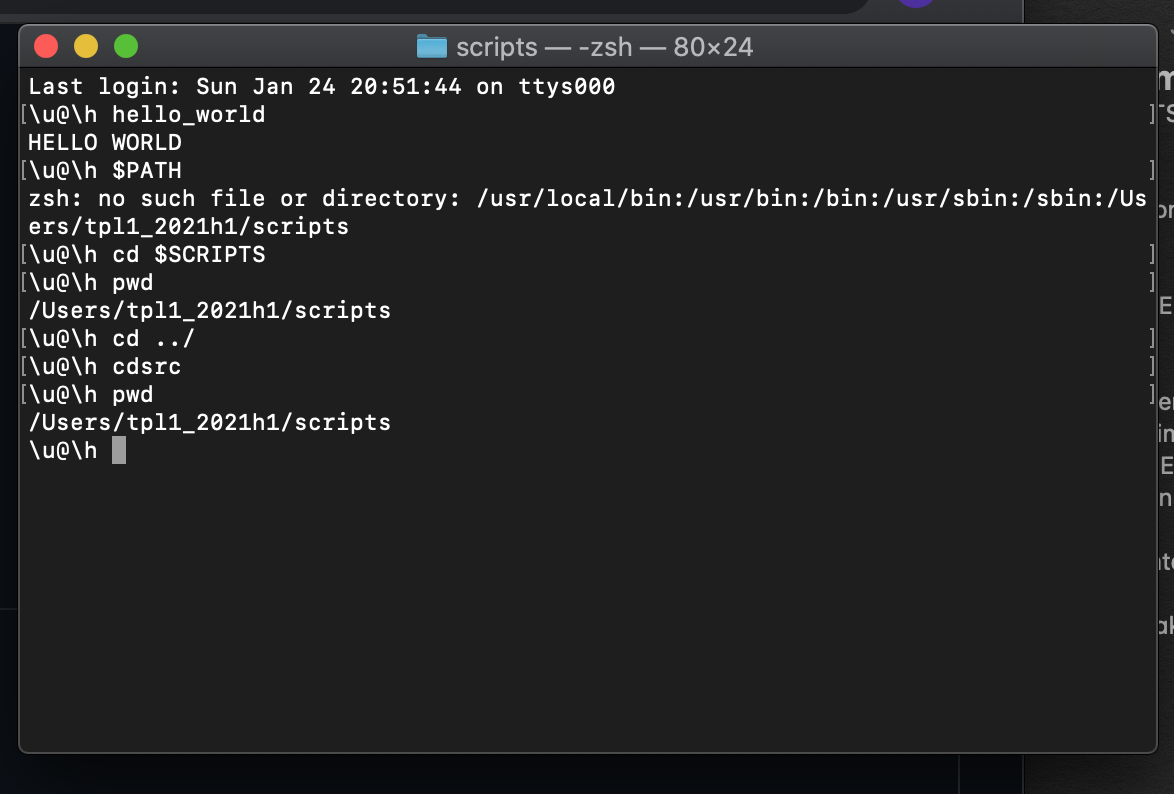 scripts — -zsh — 80×24
Last login: Sun Jan 24 20:51:44 on ttys000
[\u@\h hello_world ]
HELLO WORLD
[\u@\h $PATH ]
zsh: no such file or directory: /usr/local/bin:/usr/bin:/bin:/usr/sbin:/sbin:/Us
ers/tpl1_2021h1/scripts
[\u@\h cd $SCRIPTS ]
[\u@\h pwd ]
/Users/tpl1_2021h1/scripts
[\u@\h cd ../ ]
[\u@\h cdsrc ]
[\u@\h pwd ]
/Users/tpl1_2021h1/scripts
\u@\h